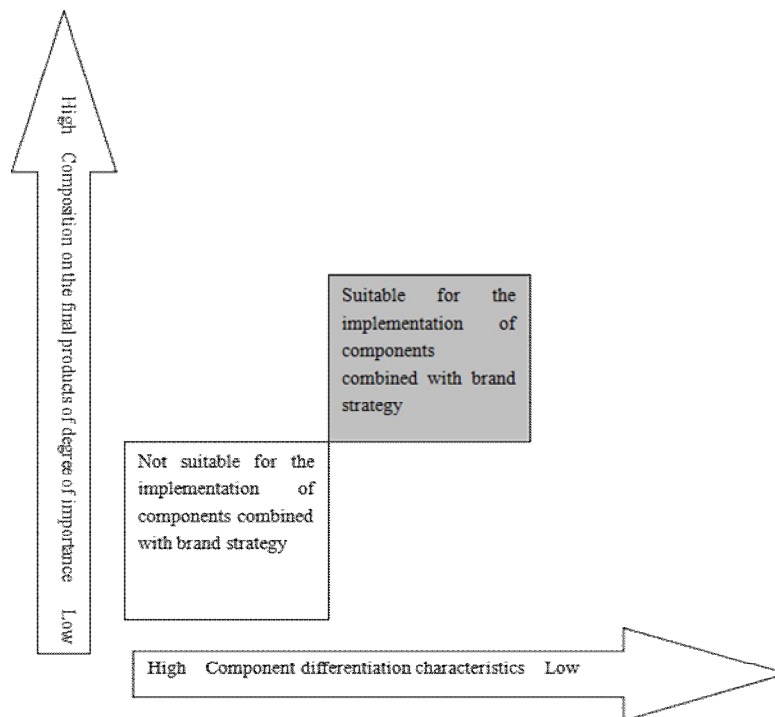 High Composition on the final products of degree of importance Low
Suitable for the
implementation of
components
combined with brand
strategy
Not suitable for the
implementation of
components combined
with brand strategy
High Component differentiation characteristics Low